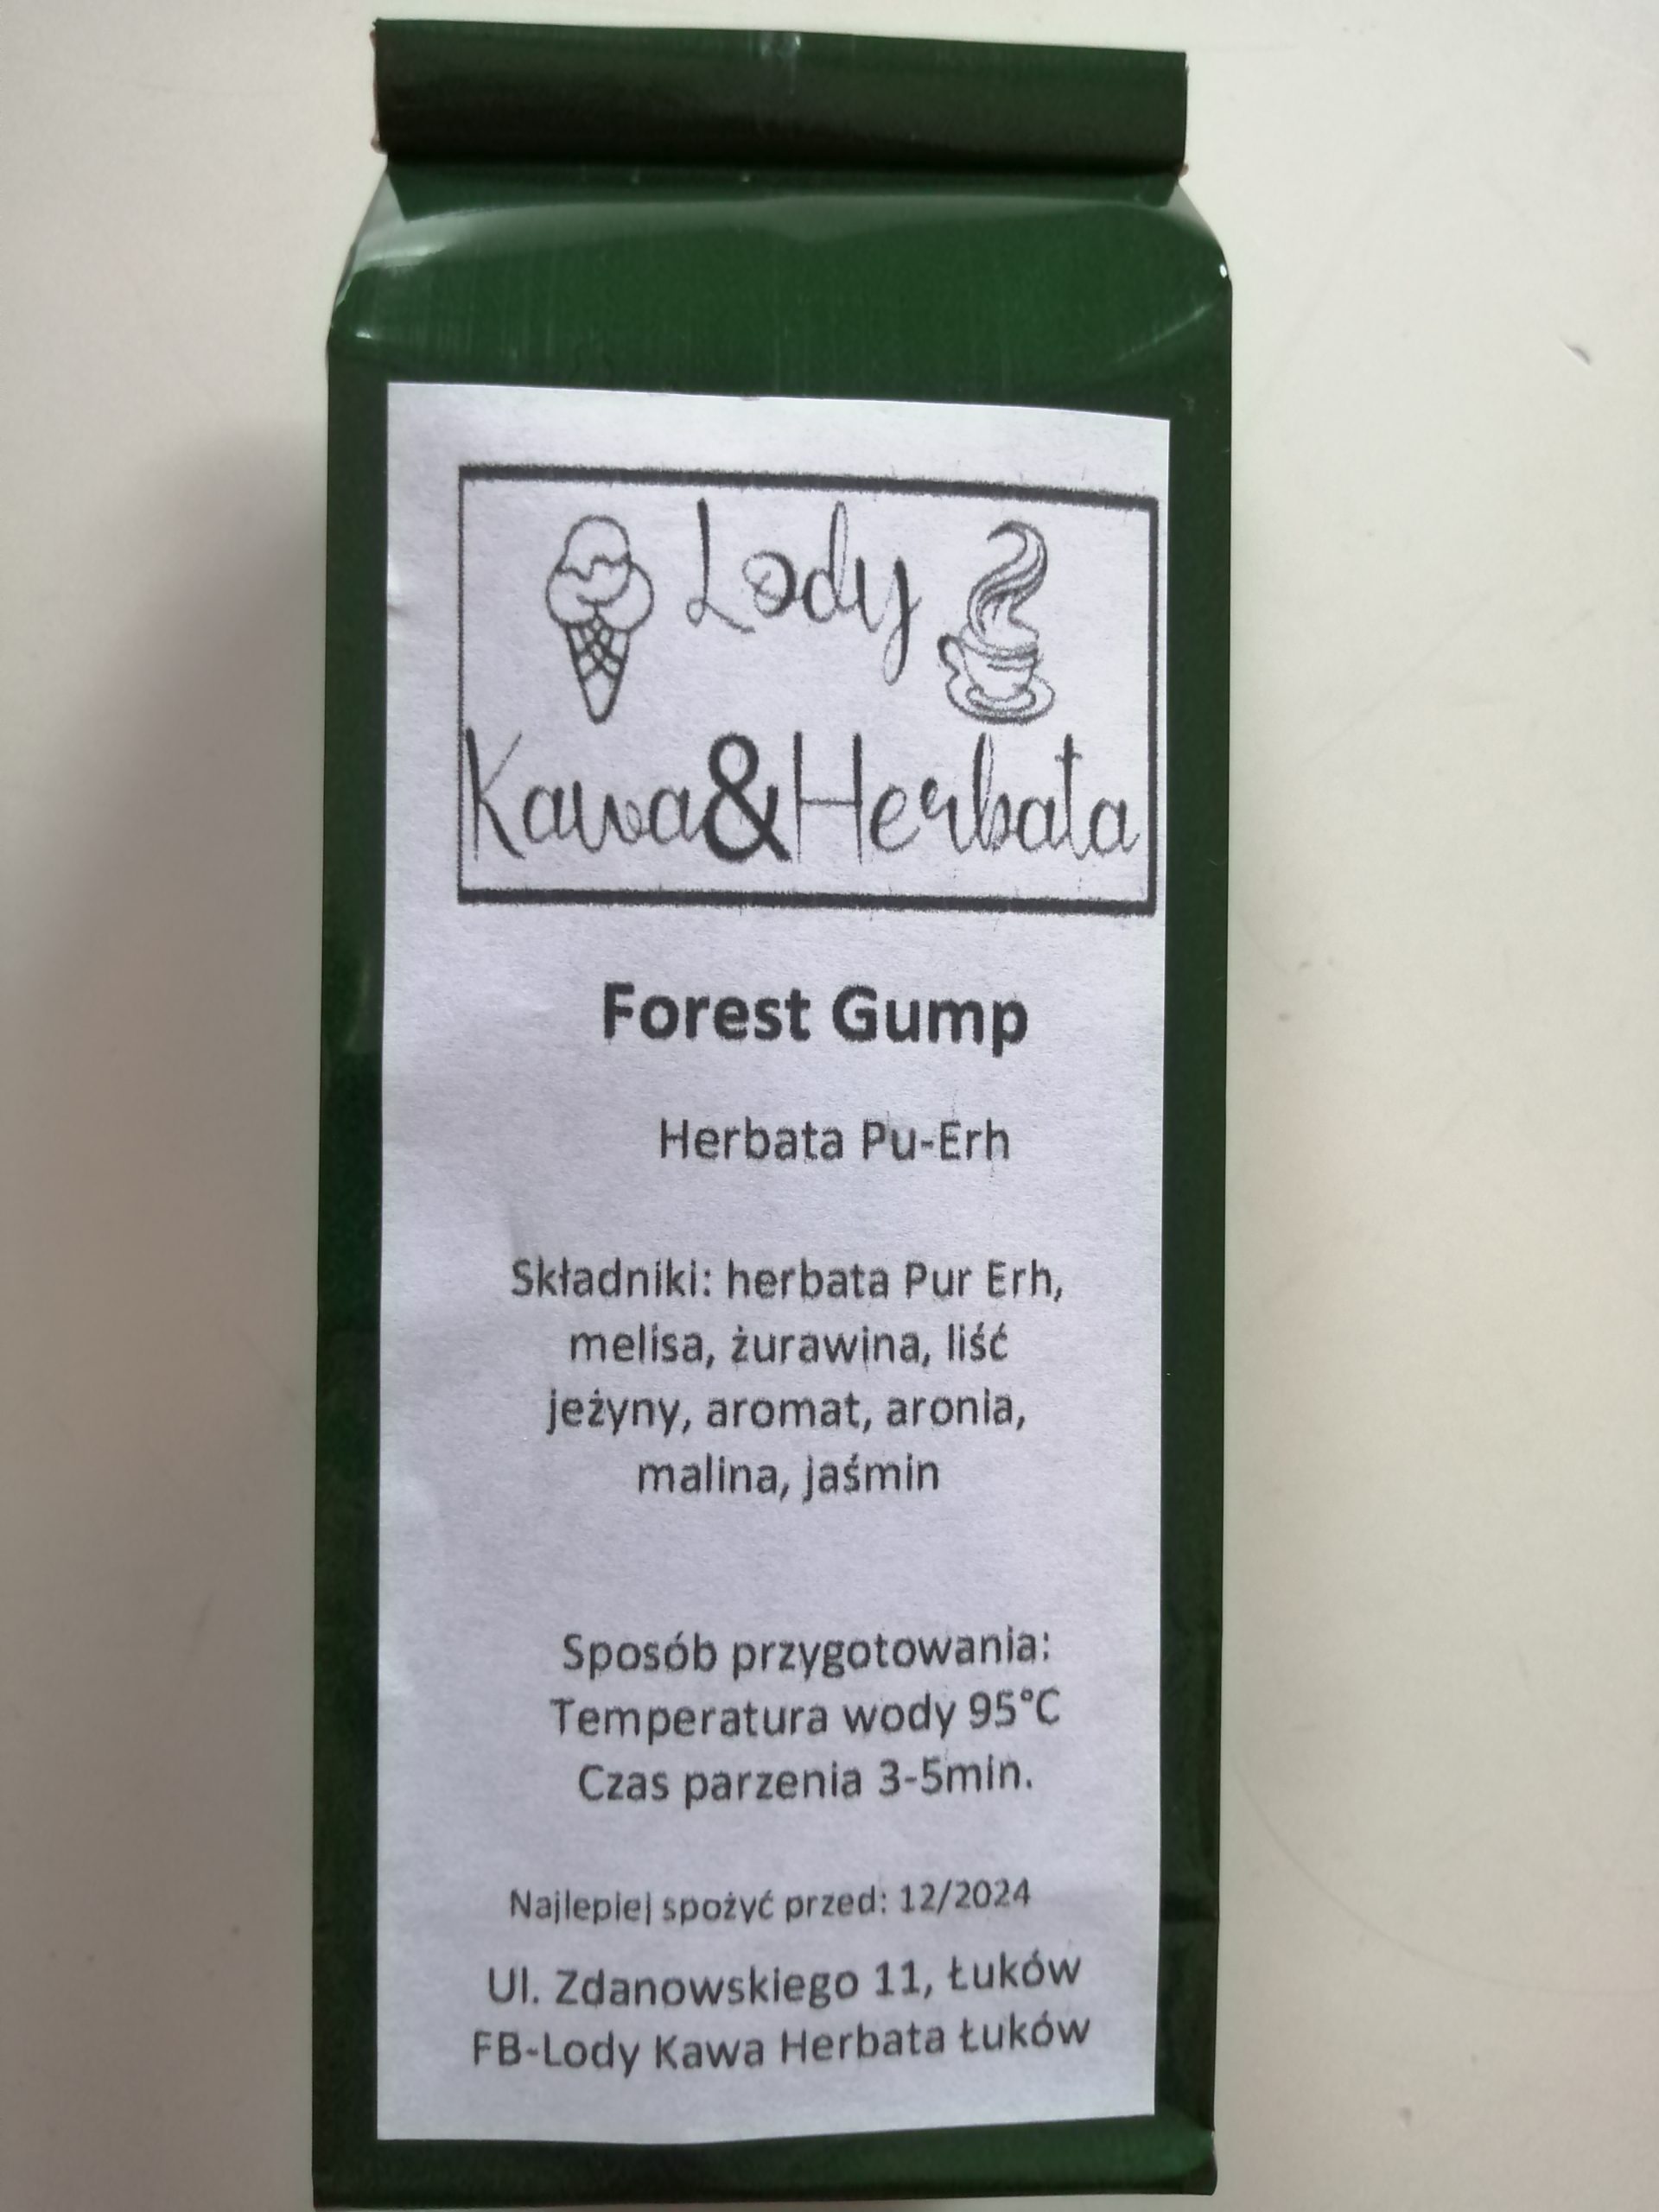 Lody
Kawa&Herbata
Forest Gump
Herbata Pu-Erh
Składniki: herbata Pur Erh,
melisa, żurawina, liść
jeżyny, aromat, aronia,
malina, jaśmin
Sposób przygotowania:
Temperatura wody 95°C
Czas parzenia 3-5min.
Najlepiej spożyć przed: 12/2024
Ul. Zdanowskiego 11, Łuków
FB-Lody Kawa Herbata Łuków